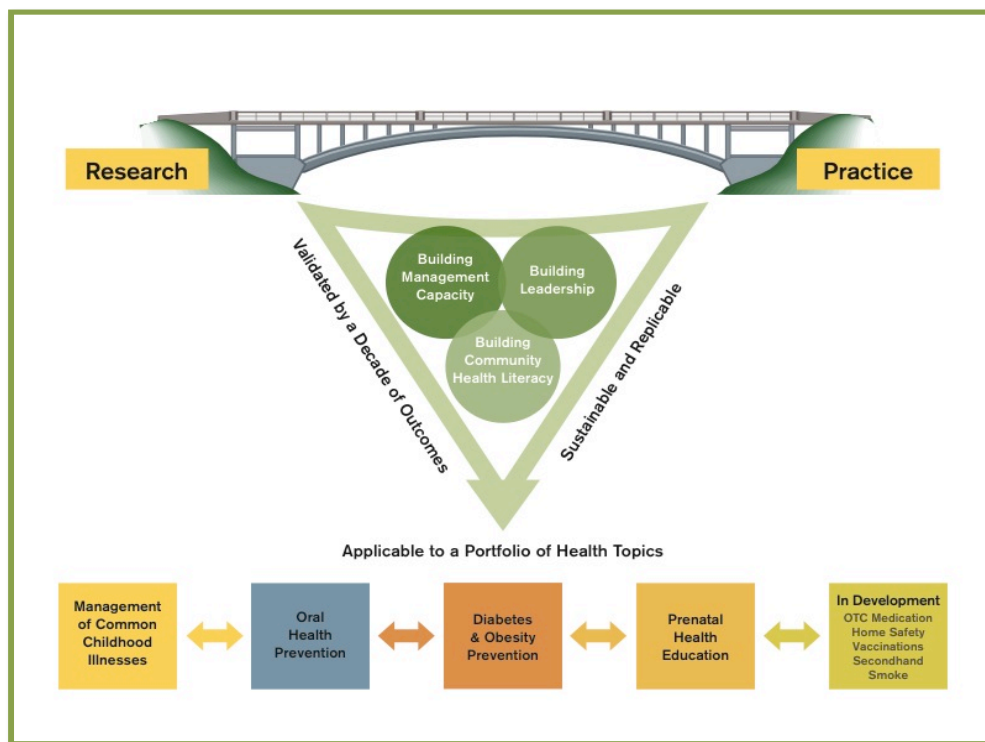 Research
Practice
Building
Management
Capacity
Building
Leadership
Building
Community
Health Literacy
Validated by a Decade of Outcomes
Sustainable and Replicable
Applicable to a Portfolio of Health Topics
Management
of Common
Childhood
Illnesses
Oral
Health
Prevention
Diabetes
& Obesity
Prevention
Prenatal
Health
Education
In Development
OTC Medication
Home Safety
Vaccinations
Secondhand
Smoke